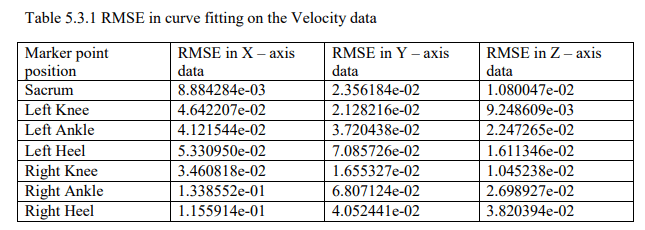 Table 5.3.1 RMSE in curve fitting on the Velocity data
Marker point position RMSE in X – axis data RMSE in Y – axis data RMSE in Z – axis data
Sacrum 8.884284e-03 2.356184e-02 1.080047e-02
Left Knee 4.642207e-02 2.128216e-02 9.248609e-03
Left Ankle 4.121544e-02 3.720438e-02 2.247265e-02
Left Heel 5.330950e-02 7.085726e-02 1.611346e-02
Right Knee 3.460818e-02 1.655327e-02 1.045238e-02
Right Ankle 1.338552e-01 6.807124e-02 2.698927e-02
Right Heel 1.155914e-01 4.052441e-02 3.820394e-02